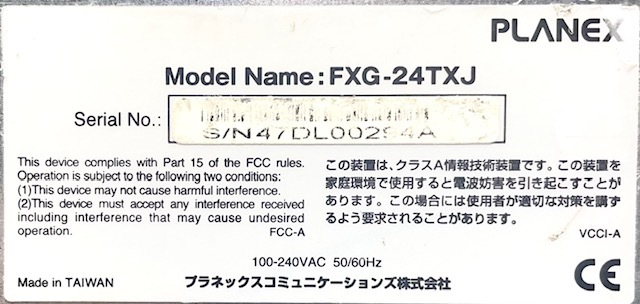 PLANEX
Model Name: FXG-24TXJ
Serial No.:
S/N47DL00294A
This device complies with Part 15 of the FCC rules.
Operation is subject to the following two conditions:
(1)This device may not cause harmful interference.
(2)This device must accept any interference received
including interference that may cause undesired
operation.
FCC-A
この装置は、クラスA情報技術装置です。この装置を
家庭環境で使用すると電波妨害を引き起こすことが
あります。この場合には使用者が適切な対策を講ず
るよう要求されることがあります。
VCCI-A
100-240VAC 50/60Hz
Made in TAIWAN
プラネックスコミュニケーションズ株式会社
CE